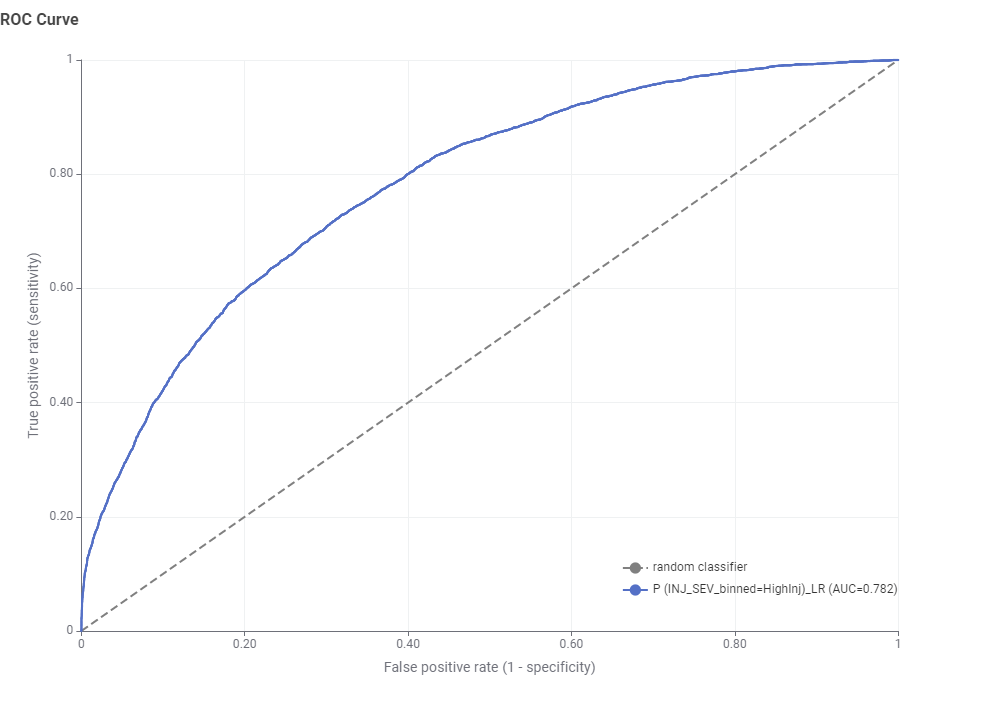 ROC Curve
1
0.80
0.60
0.40
0.20
0
True positive rate (sensitivity)
random classifier
P (INJ_SEV_binned=HighInj)_LR (AUC=0.782)
0
0.20
0.40
0.60
0.80
1
False positive rate (1 - specificity)